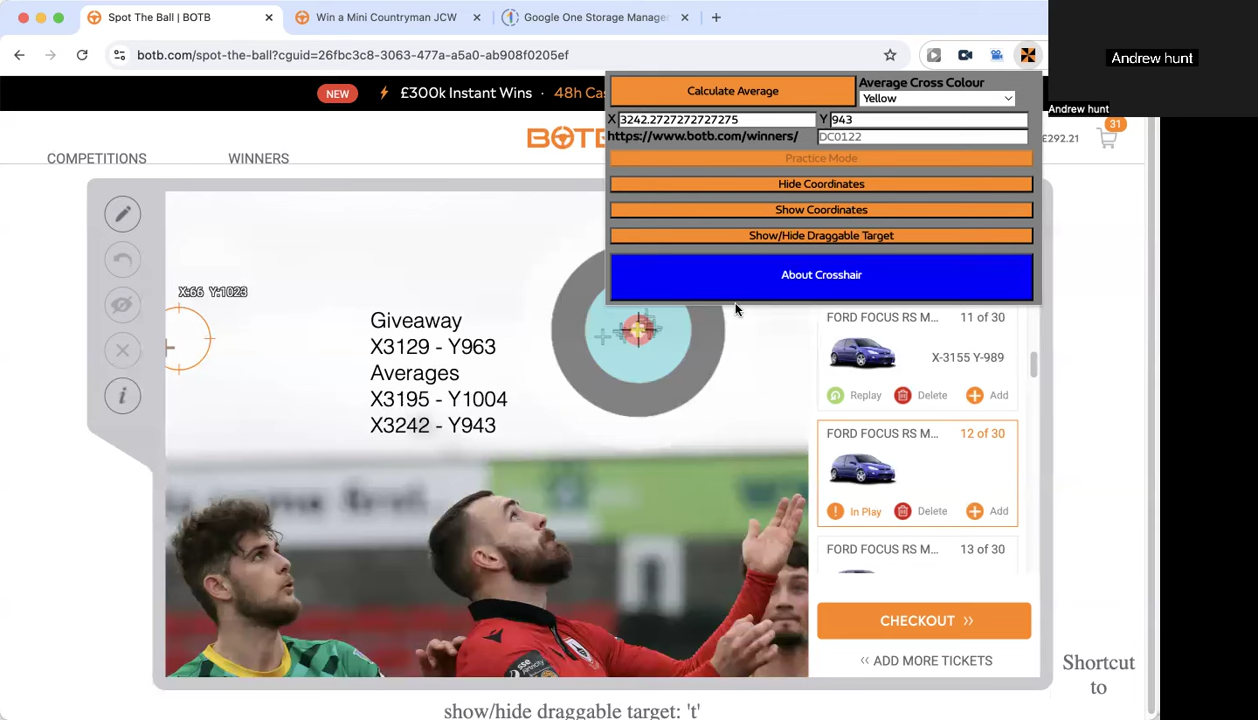 Spot The Ball | BOTB
Win a Mini Countryman JCW
Google One Storage Manage
botb.com/spot-the-ball?cguid=26fbc3c8-3063-477a-a5a0-ab908f0205ef
Andrew hunt
Andrew hunt
NEW
£300k Instant Wins · 48h Cas
COMPETITIONS
WINNERS
BOTB
£292.21
31
Calculate Average
Average Cross Colour
Yellow
X 3242.2727272727275
Y 943
https://www.botb.com/winners/ DC0122
Practice Mode
Hide Coordinates
Show Coordinates
Show/Hide Draggable Target
About Crosshair
X:66 Y:1023
Giveaway
X3129 - Y963
Averages
X3195 - Y1004
X3242 - Y943
FORD FOCUS RS M... 11 of 30
X-3155 Y-989
Replay Delete Add
FORD FOCUS RS M... 12 of 30
In Play Delete Add
FORD FOCUS RS M... 13 of 30
CHECKOUT »
‹‹ ADD MORE TICKETS
sse
Airtricity
Shortcut
to
show/hide draggable target: 't'